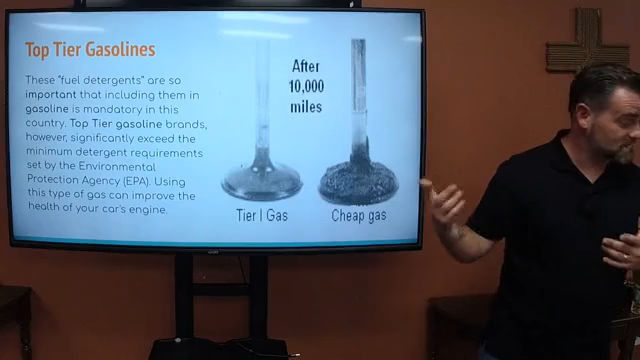 Top Tier Gasolines
These "fuel detergents" are so
important that including them in
gasoline is mandatory in this
country. Top Tier gasoline brands,
however, significantly exceed the
minimum detergent requirements
set by the Environmental
Protection Agency (EPA). Using
this type of gas can improve the
health of your car's engine.
After
10,000
miles
Tier I Gas
Cheap gas